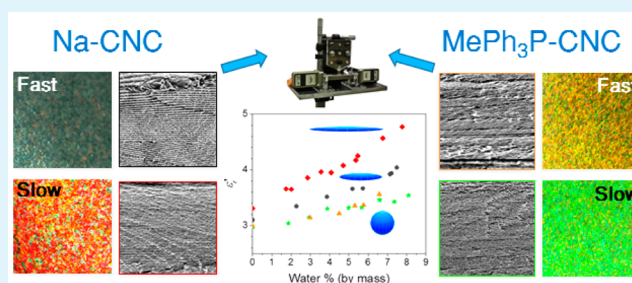 Na-CNC
MePh₃P-CNC
Fast
Fast
Slow
Slow
5
4
3
ε'r
0 1 2 3 4 5 6 7 8 9
Water % (by mass)